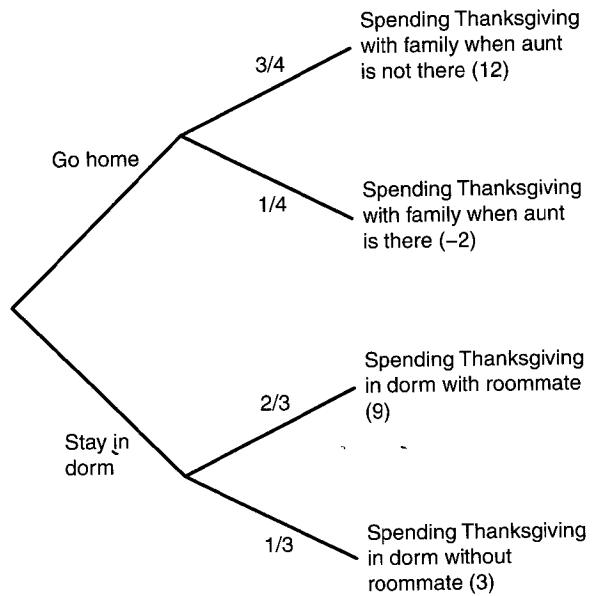 Spending Thanksgiving
with family when aunt
is not there (12)
3/4
Go home
1/4
Spending Thanksgiving
with family when aunt
is there (−2)
Spending Thanksgiving
in dorm with roommate
(9)
2/3
Stay in
dorm
1/3
Spending Thanksgiving
in dorm without
roommate (3)